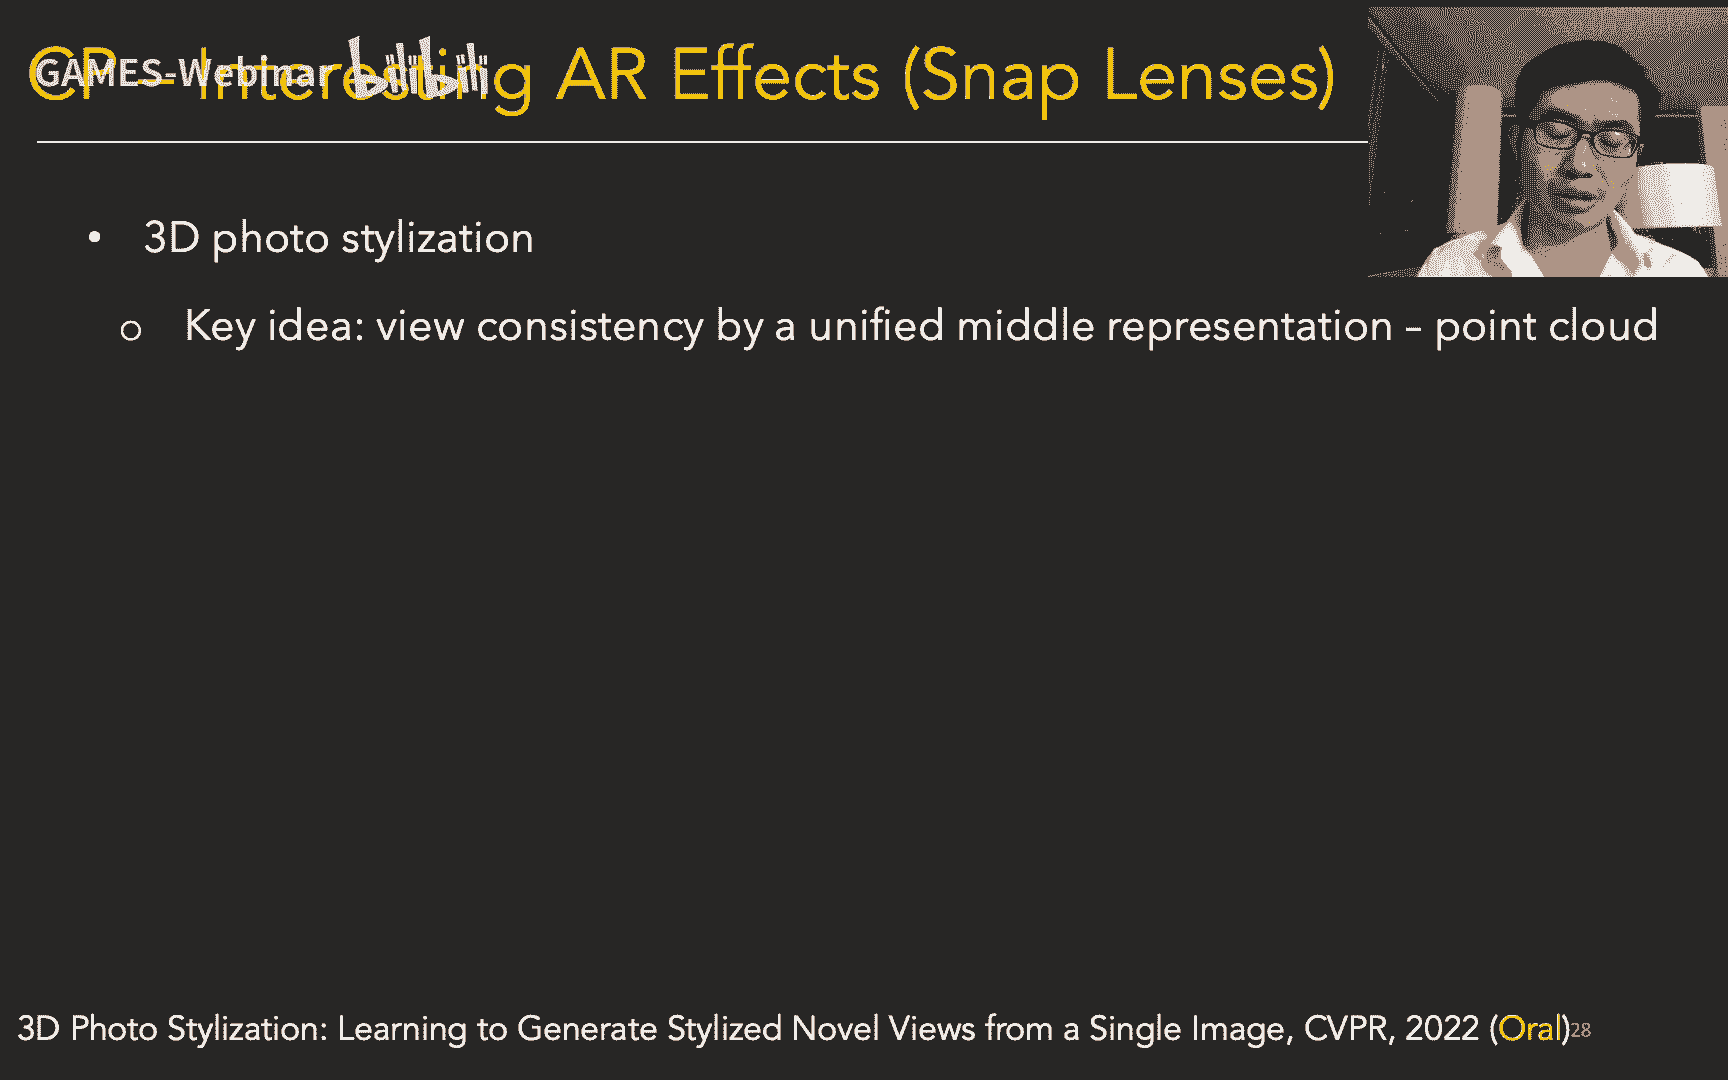 CP – Interesting AR Effects (Snap Lenses)
GAMES-Webinar bilibili
• 3D photo stylization
o Key idea: view consistency by a unified middle representation – point cloud
3D Photo Stylization: Learning to Generate Stylized Novel Views from a Single Image, CVPR, 2022 (Oral)
28